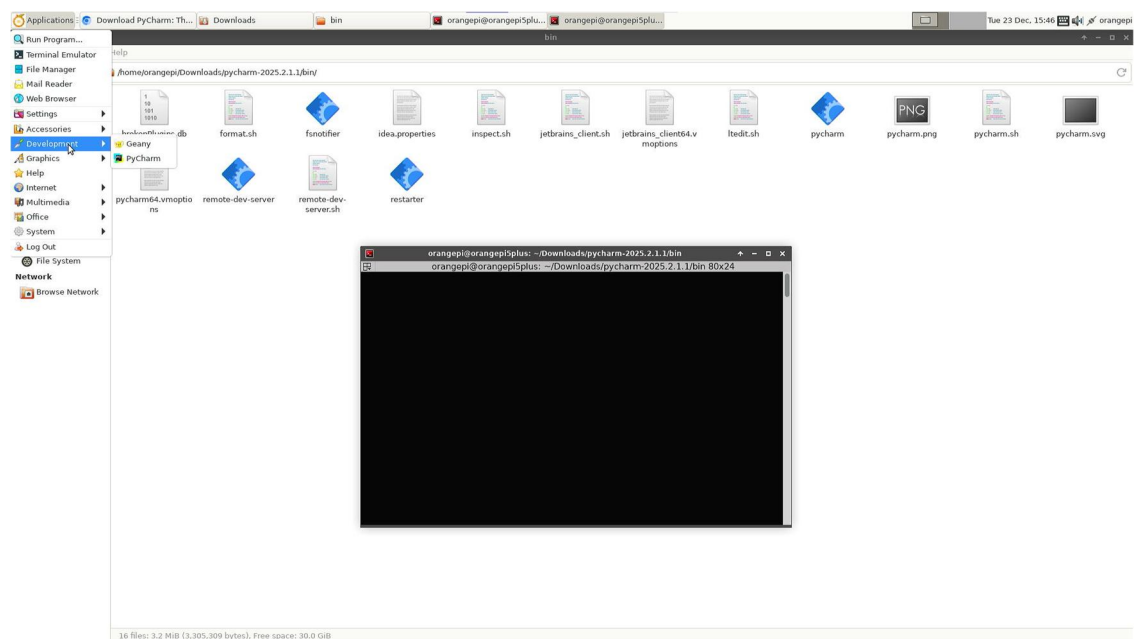 Applications
Download PyCharm: Th...
Downloads
bin
orangepi@orangepi5plu...
orangepi@orangepi5plu...
Tue 23 Dec, 15:46
orangepi
bin
Help
/home/orangepi/Downloads/pycharm-2025.2.1.1/bin/
Run Program...
Terminal Emulator
File Manager
Mail Reader
Web Browser
Settings
Accessories
Development
Graphics
Help
Internet
Multimedia
Office
System
Log Out
Geany
PyCharm
File System
Network
Browse Network
1
10
101
1010
brokenPlugins.db
format.sh
fsnotifier
idea.properties
inspect.sh
jetbrains_client.sh
jetbrains_client64.v
moptions
ltedit.sh
pycharm
PNG
pycharm.png
pycharm.sh
pycharm.svg
pycharm64.vmoptio
ns
remote-dev-server
remote-dev-
server.sh
restarter
orangepi@orangepi5plus: ~/Downloads/pycharm-2025.2.1.1/bin
orangepi@orangepi5plus: ~/Downloads/pycharm-2025.2.1.1/bin 80x24
16 files: 3.2 MiB (3,305,309 bytes), Free space: 30.0 GiB